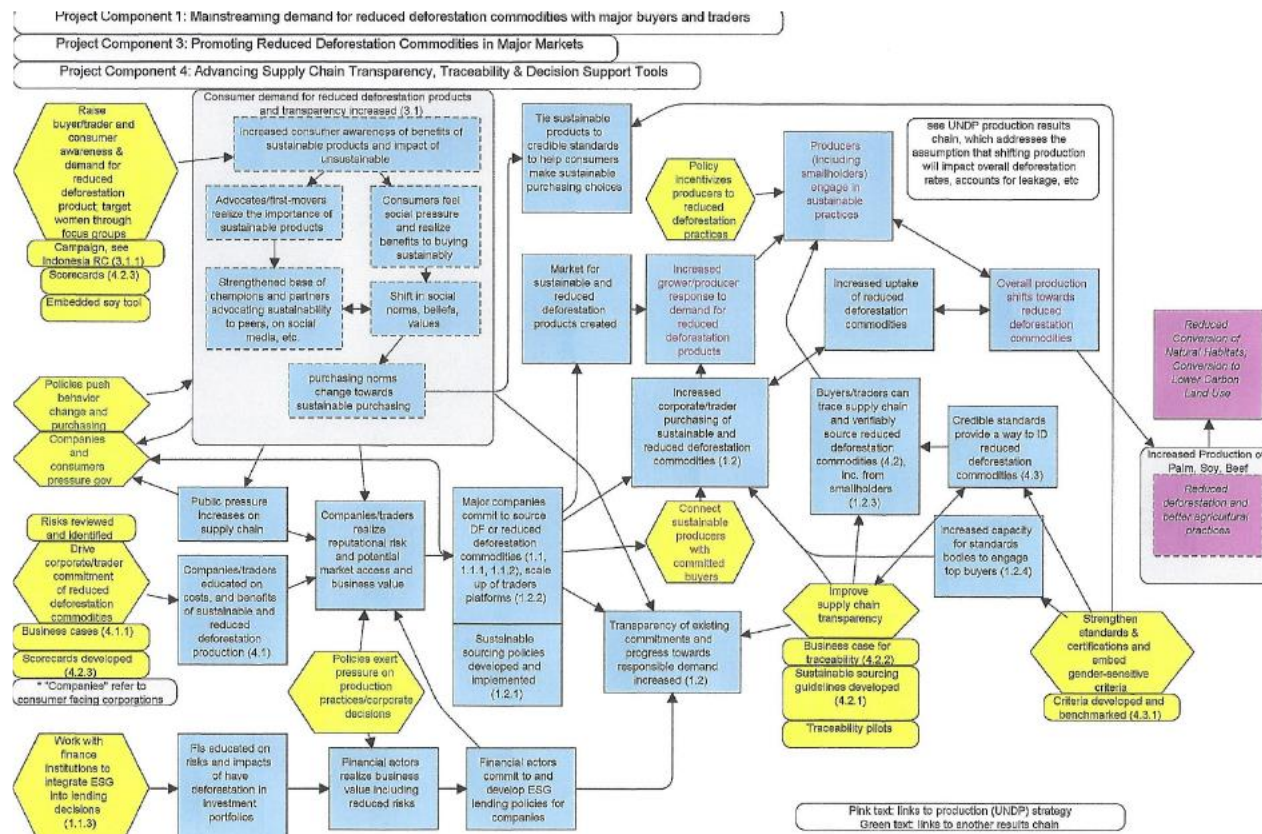 Project Component 1: Mainstreaming demand for reduced deforestation commodities with major buyers and traders
Project Component 3: Promoting Reduced Deforestation Commodities in Major Markets
Project Component 4: Advancing Supply Chain Transparency, Traceability & Decision Support Tools
Raise
buyer/trader and
consumer
awareness &
demand for
reduced
deforestation
product; target
women through
focus groups
Campaign, see
Indonesia RC (3.1.1)
Scorecards (4.2.3)
Embedded soy tool
Consumer demand for reduced deforestation products
and transparency increased (3.1)
Increased consumer awareness of benefits of
sustainable products and impact of
unsustainable
Advocates/first-movers
realize the importance of
sustainable products
Consumers feel
social pressure
and realize
benefits to buying
sustainably
Strengthened base of
champions and partners
advocating sustainability
to peers, on social
media, etc.
Shift in social
norms, beliefs,
values
purchasing norms
change towards
sustainable purchasing
Tie sustainable
products to
credible standards
to help consumers
make sustainable
purchasing choices
Policy
incentivizes
producers to
reduced
deforestation
practices
Producers
(including
smallholders)
engage in
sustainable
practices
see UNDP production results
chain, which addresses the
assumption that shifting production
will impact overall deforestation
rates, accounts for leakage, etc
Market for
sustainable and
reduced
deforestation
products created
Increased
grower/producer
response to
demand for
reduced
deforestation
products
Increased uptake
of reduced
deforestation
commodities
Overall production
shifts towards
reduced
deforestation
commodities
Reduced
Conversion of
Natural Habitats;
Conversion to
Lower Carbon
Land Use
Policies push
behavior
change and
purchasing
Companies
and
consumers
pressure gov
Increased
corporate/trader
purchasing of
sustainable and
reduced
deforestation
commodities (1.2)
Buyers/traders can
trace supply chain
and verifiably
source reduced
deforestation
commodities (4.2),
inc. from
smallholders
(1.2.3)
Credible standards
provide a way to ID
reduced
deforestation
commodities (4.3)
Increased Production of
Palm, Soy, Beef
Reduced
deforestation and
better agricultural
practices
Public pressure
Increases on
supply chain
Companies/traders
realize
reputational risk
and potential
market access and
business value
Major companies
commit to source
DF or reduced
deforestation
commodities (1.1,
1.1.1, 1.1.2), scale
up of traders
platforms (1.2.2)
Connect
sustainable
producers with
committed
buyers
Increased capacity
for standards
bodies to engage
top buyers (1.2.4)
Risks reviewed
and Identified
Drive
corporate/trader
commitment
of reduced
deforestation
commodities
Business cases (4.1.1)
Scorecards developed
(4.2.3)
* "Companies" refer to
consumer facing corporations
Companies/traders
educated on
costs, and benefits
of sustainable and
reduced
deforestation
production (4.1)
Sustainable
sourcing policies
developed and
implemented
(1.2.1)
Transparency of existing
commitments and
progress towards
responsible demand
increased (1.2)
Improve
supply chain
transparency
Business case for
traceability (4.2.2)
Sustainable sourcing
guidelines developed
(4.2.1)
Traceability pilots
Strengthen
standards &
certifications and
embed
gender-sensitive
criteria
Criteria developed and
benchmarked (4.3.1)
Policies exert
pressure on
production
practices/corporate
decisions
Work with
finance
institutions to
integrate ESG
into lending
decisions
(1.1.3)
FIs educated on
risks and impacts
of have
deforestation in
investment
portfolios
Financial actors
realize business
value including
reduced risks
Financial actors
commit to and
develop ESG
lending policies for
companies
Pink text: links to production (UNDP) strategy
Green text: links to another results chain